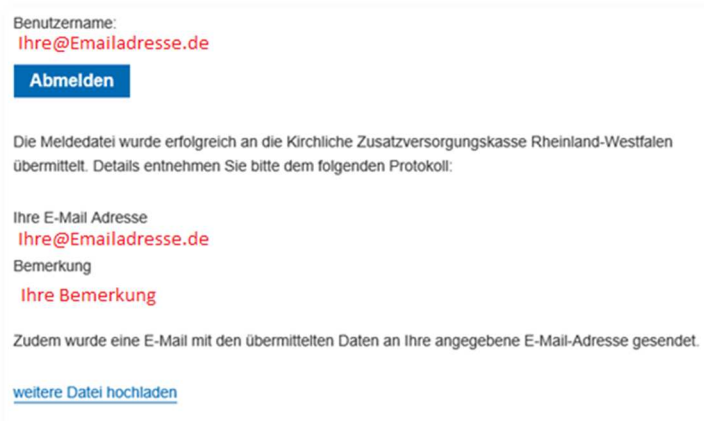 Benutzername:
Ihre@Emailadresse.de
Abmelden
Die Meldedatei wurde erfolgreich an die Kirchliche Zusatzversorgungskasse Rheinland-Westfalen
übermittelt. Details entnehmen Sie bitte dem folgenden Protokoll:
Ihre E-Mail Adresse
Ihre@Emailadresse.de
Bemerkung
Ihre Bemerkung
Zudem wurde eine E-Mail mit den übermittelten Daten an Ihre angegebene E-Mail-Adresse gesendet.
weitere Datei hochladen